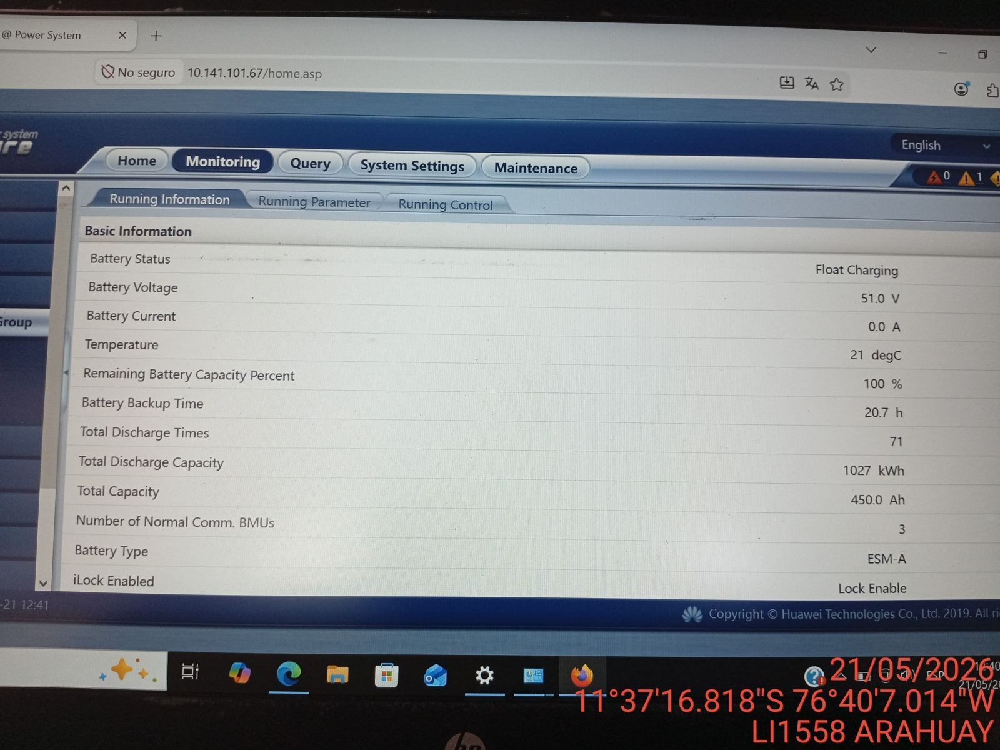 @ Power System
No seguro 10.141.101.67/home.asp
system
English
Home Monitoring Query System Settings Maintenance
0 1
Running Information Running Parameter Running Control
Basic Information
Battery Status Float Charging
Battery Voltage 51.0 V
Battery Current 0.0 A
Group
Temperature 21 degC
Remaining Battery Capacity Percent 100 %
Battery Backup Time 20.7 h
Total Discharge Times 71
Total Discharge Capacity 1027 kWh
Total Capacity 450.0 Ah
Number of Normal Comm. BMUs 3
Battery Type ESM-A
iLock Enabled Lock Enable
-21 12:41
Copyright © Huawei Technologies Co., Ltd. 2019. All
21/05/2026
11°37'16.818"S 76°40'7.014"W
LI1558 ARAHUAY
hp